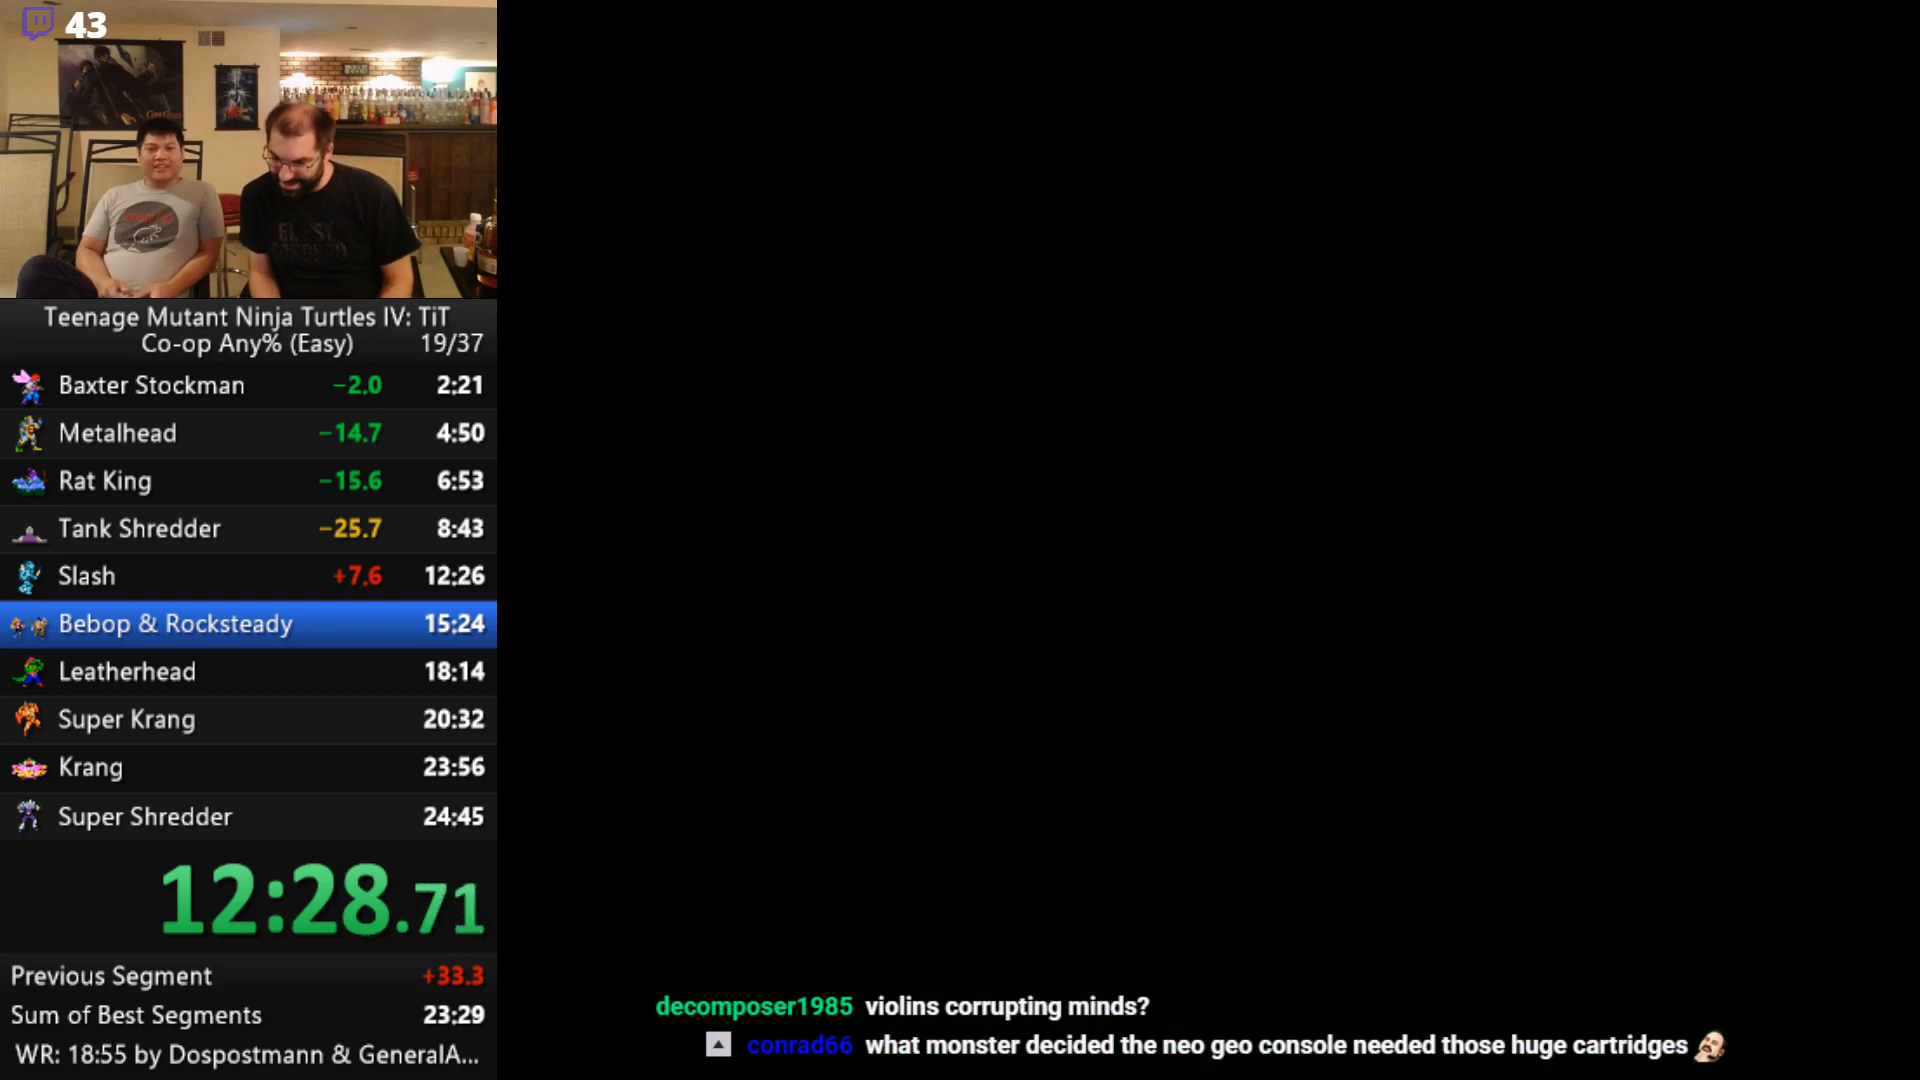 43
Teenage Mutant Ninja Turtles IV: TiT
Co-op Any% (Easy) 19/37
Baxter Stockman −2.0 2:21
Metalhead −14.7 4:50
Rat King −15.6 6:53
Tank Shredder −25.7 8:43
Slash +7.6 12:26
Bebop & Rocksteady 15:24
Leatherhead 18:14
Super Krang 20:32
Krang 23:56
Super Shredder 24:45
12:28.71
Previous Segment +33.3
Sum of Best Segments 23:29
WR: 18:55 by Dospostmann & GeneralA...
decomposer1985 violins corrupting minds?
conrad66 what monster decided the neo geo console needed those huge cartridges